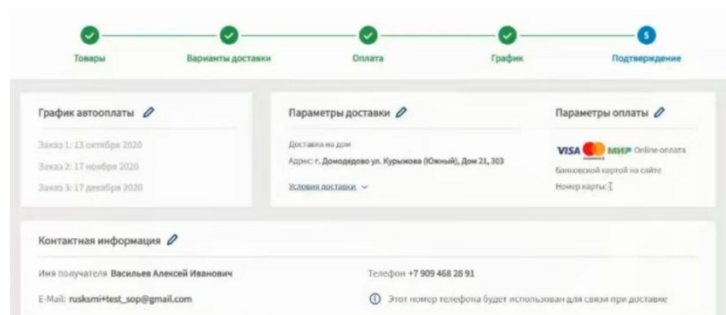 5
Товары Варианты доставки Оплата График Подтверждение
График автооплаты
Заказ 1: 13 октября 2020
Заказ 2: 17 ноября 2020
Заказ 3: 17 декабря 2020
Параметры доставки
Доставка на дом
Адрес: г. Домодедово ул. Курыжова (Южный), Дом 21, 303
Условия доставки
Параметры оплаты
VISA МИР Online оплата
банковской картой на сайте
Номер карты:
Контактная информация
Имя получателя Васильев Алексей Иванович
Телефон +7 909 468 28 91
E-Mail: rusksmi+test_sop@gmail.com
Этот номер телефона будет использован для связи при доставке